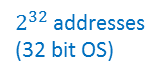 2³² addresses
(32 bit OS)